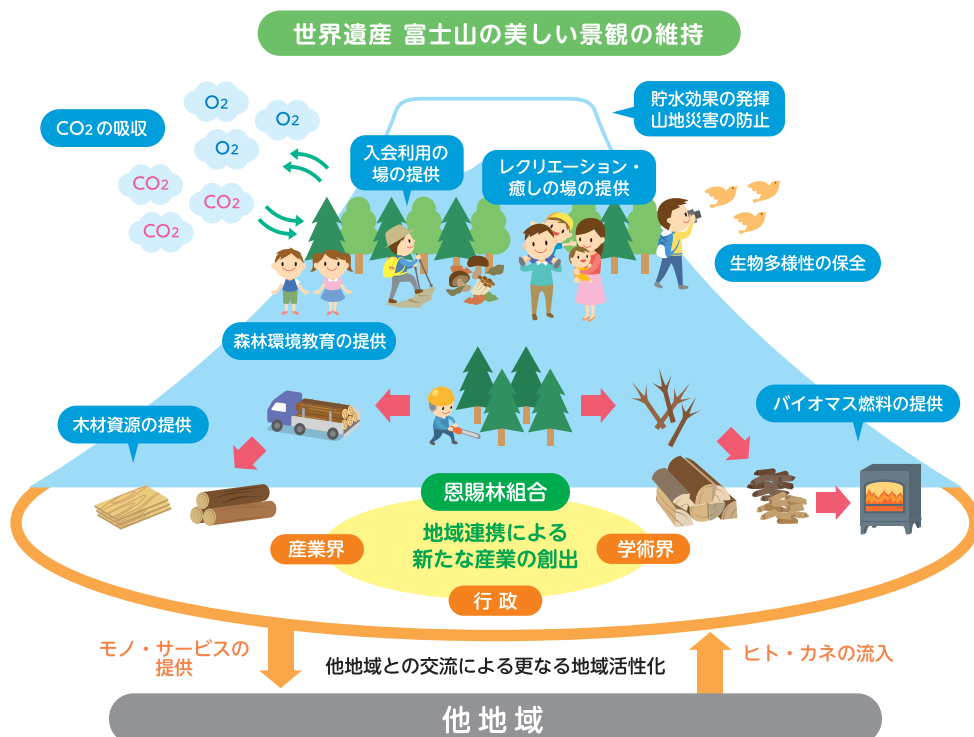 世界遺産 富士山の美しい景観の維持
貯水効果の発揮
山地災害の防止
CO2の吸収
O2
O2
O2
CO2
CO2
CO2
入会利用の
場の提供
レクリエーション・
癒しの場の提供
生物多様性の保全
森林環境教育の提供
木材資源の提供
バイオマス燃料の提供
恩賜林組合
地域連携による
新たな産業の創出
産業界
学術界
行 政
モノ・サービスの
提供
他地域との交流による更なる地域活性化
ヒト・カネの流入
他 地 域